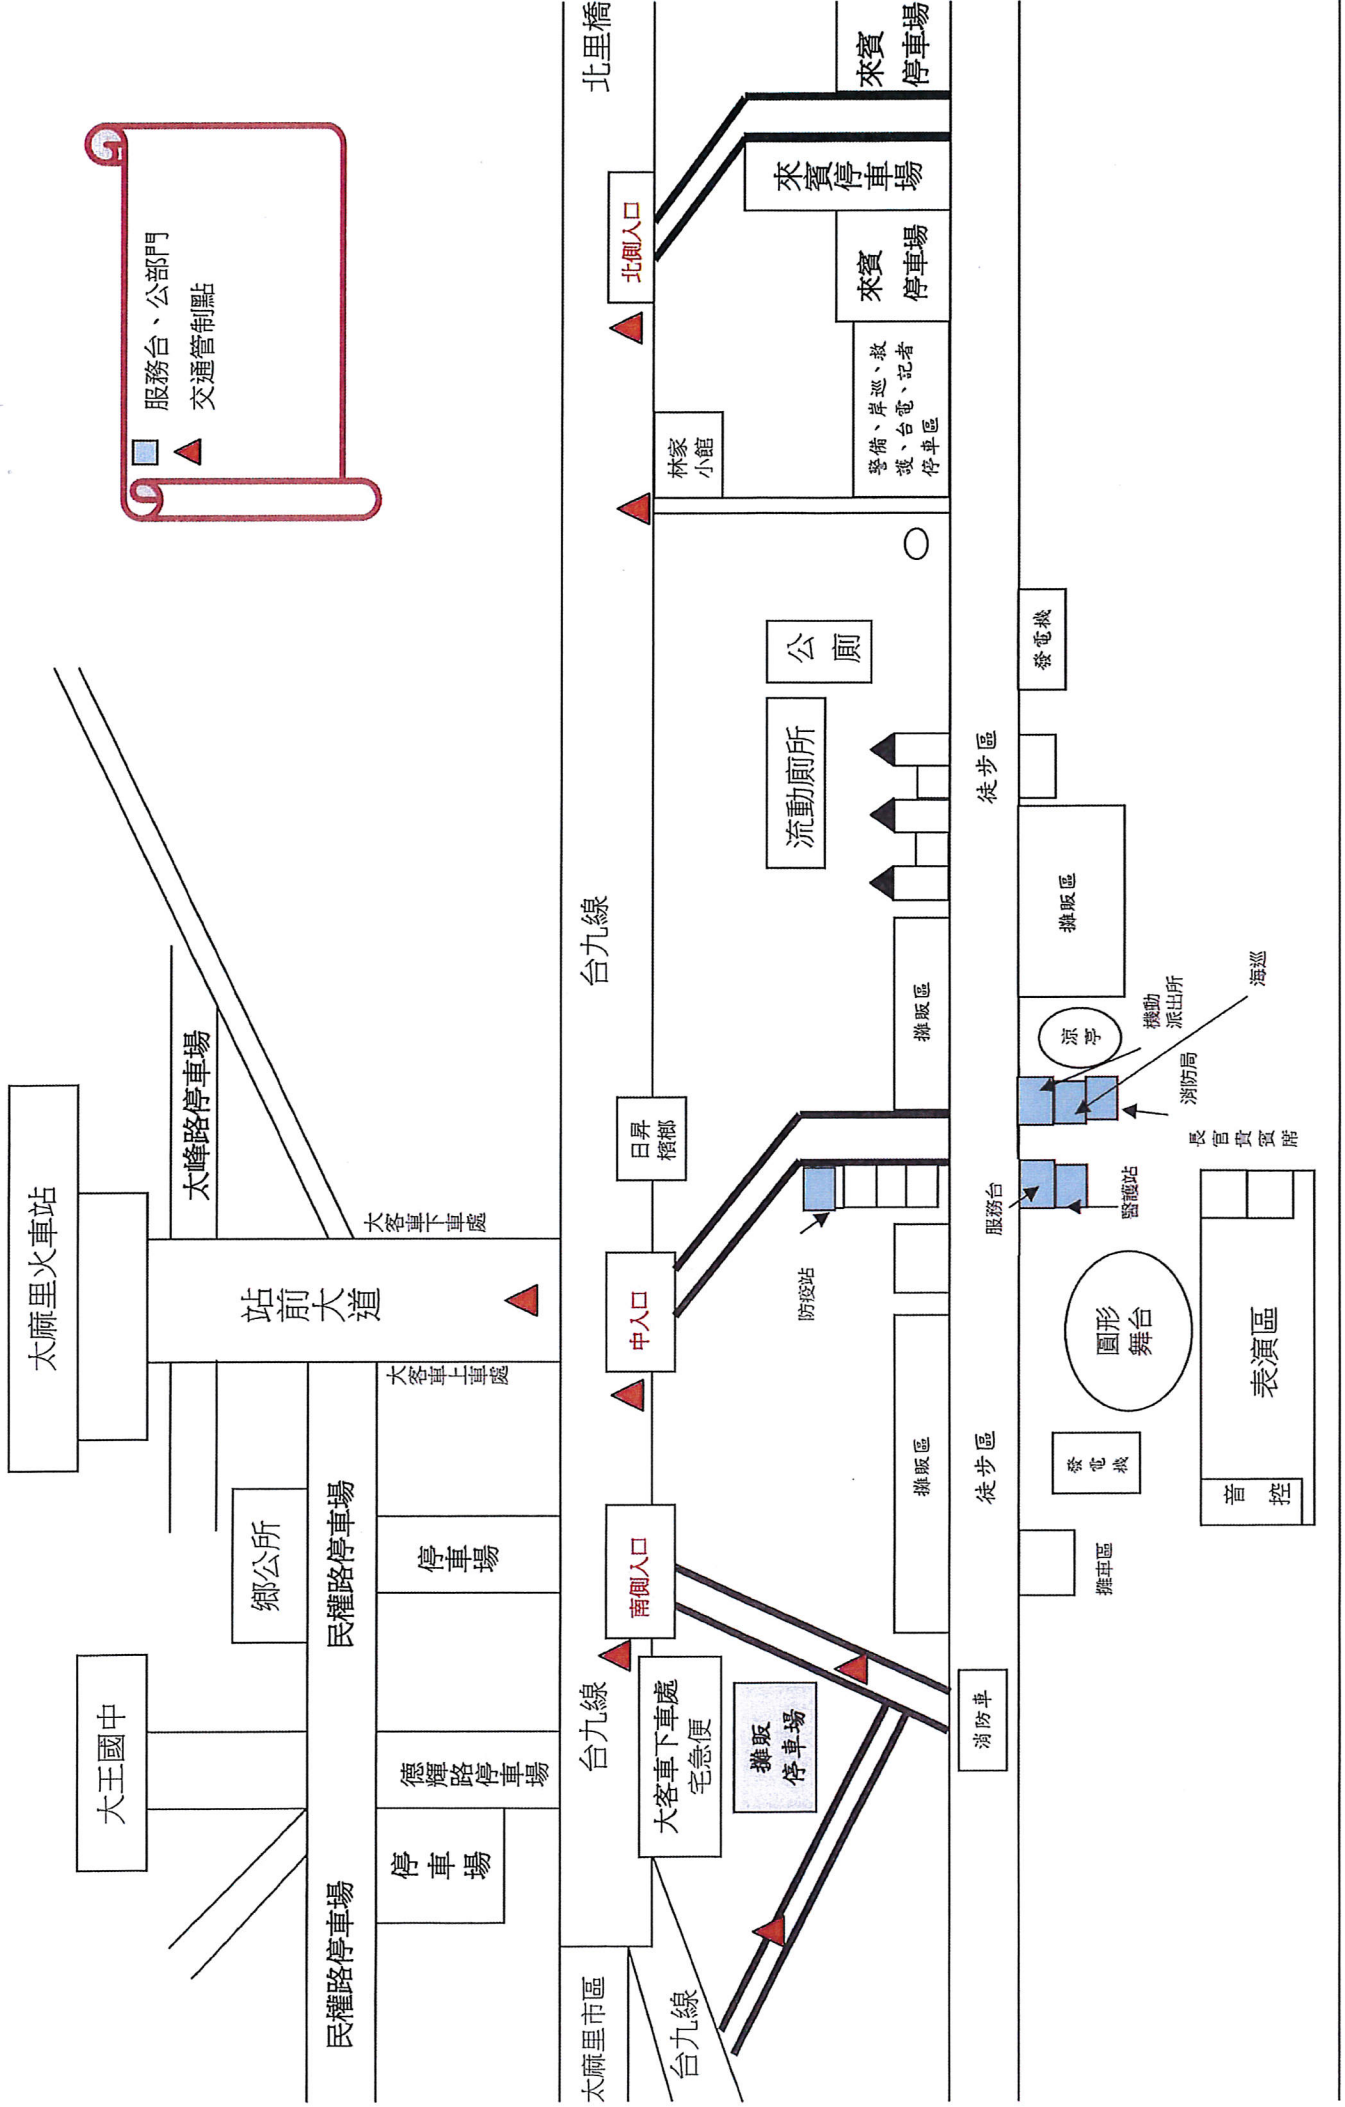 服務台、公部門
交通管制點
太麻里火車站
太峰路停車場
站前大道
大客車下車處
大客車上車處
大王國中
鄉公所
民權路停車場
民權路停車場
停車場
德輝路停車場
停車場
北里橋
台九線
台九線
太麻里市區
台九線
北側入口
中入口
南側入口
日昇
檳榔
林家
小館
大客車下車處
宅急便
攤販
停車場
來賓
停車場
來賓停車場
來賓
停車場
警備、岸巡、救
護、台電、記者
停車區
公廁
流動廁所
攤販區
防疫站
攤販區
徒步區
徒步區
消防車
發電機
攤販區
涼亭
機動
派出所
海巡
消防局
服務台
醫護站
長官貴賓席
圓形
舞台
表演區
發電機
音控
攤車區